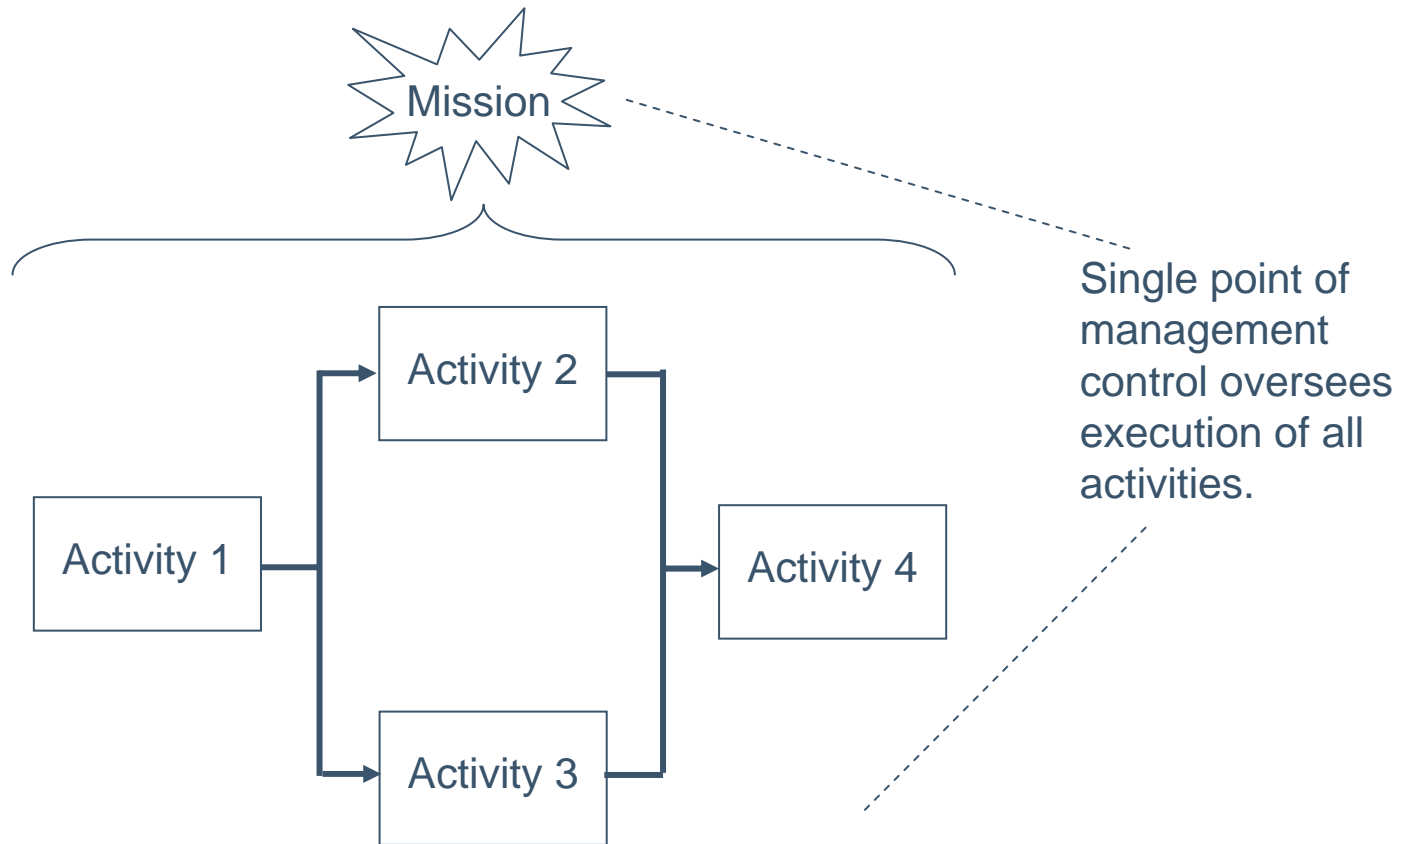 Mission
Single point of
management
control oversees
execution of all
activities.
Activity 2
Activity 1
Activity 4
Activity 3